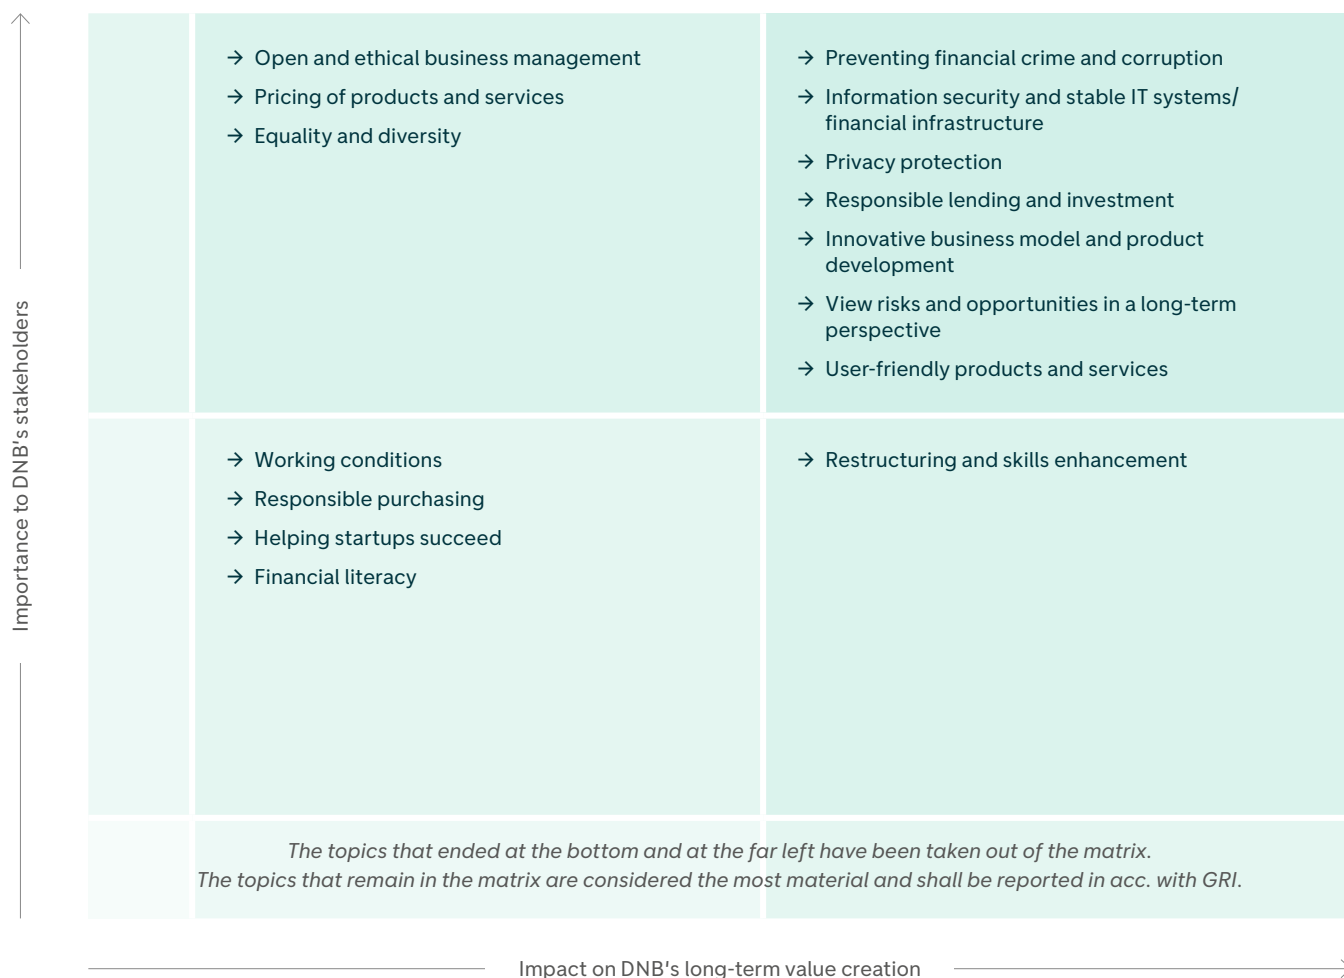 → Open and ethical business management
→ Pricing of products and services
→ Equality and diversity
→ Preventing financial crime and corruption
→ Information security and stable IT systems/
financial infrastructure
→ Privacy protection
→ Responsible lending and investment
→ Innovative business model and product
development
→ View risks and opportunities in a long-term
perspective
→ User-friendly products and services
Importance to DNB's stakeholders
→ Working conditions
→ Responsible purchasing
→ Helping startups succeed
→ Financial literacy
→ Restructuring and skills enhancement
The topics that ended at the bottom and at the far left have been taken out of the matrix.
The topics that remain in the matrix are considered the most material and shall be reported in acc. with GRI.
Impact on DNB's long-term value creation